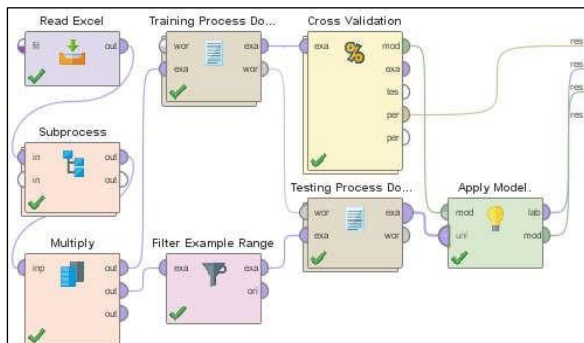 Read Excel
fil
out
Training Process Do...
wor
exa
exa
wor
Cross Validation
exa
mod
exa
tes
per
per
res
res
res
res
Subprocess
in
out
in
out
Multiply
inp
out
out
out
Filter Example Range
exa
exa
ori
Testing Process Do...
wor
exa
exa
wor
Apply Model.
mod
lab
unl
mod